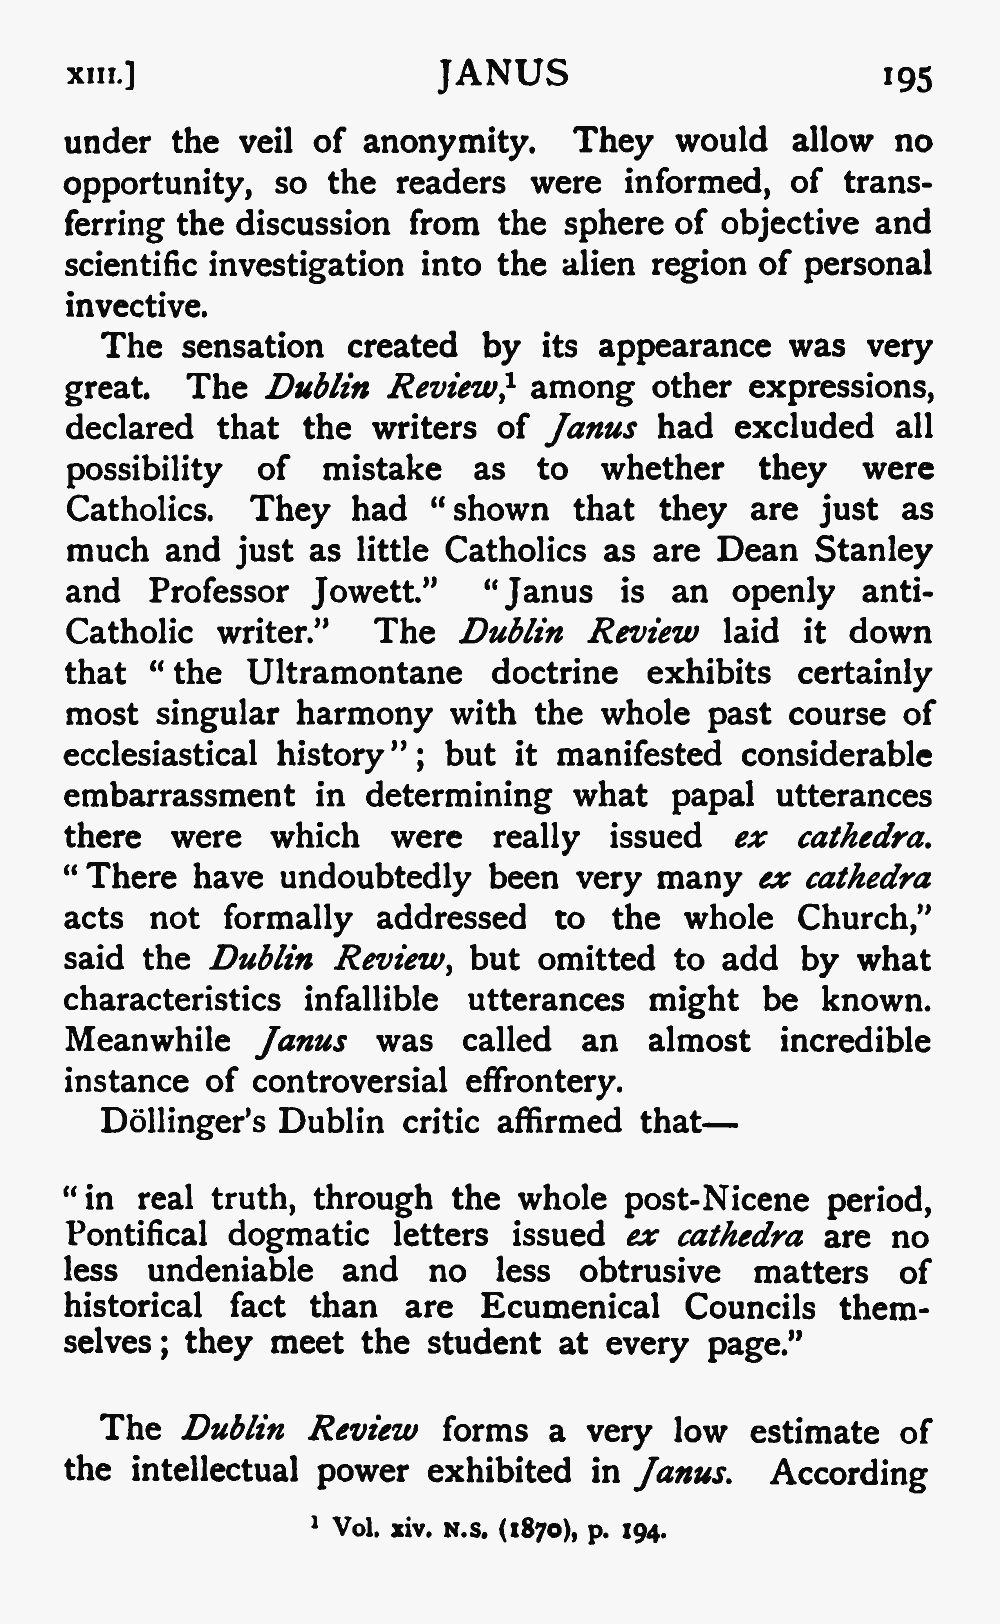 XIII.] JANUS 195
under the veil of anonymity. They would allow no
opportunity, so the readers were informed, of trans-
ferring the discussion from the sphere of objective and
scientific investigation into the alien region of personal
invective.
The sensation created by its appearance was very
great. The Dublin Review,¹ among other expressions,
declared that the writers of Janus had excluded all
possibility of mistake as to whether they were
Catholics. They had “shown that they are just as
much and just as little Catholics as are Dean Stanley
and Professor Jowett.” “Janus is an openly anti-
Catholic writer.” The Dublin Review laid it down
that “the Ultramontane doctrine exhibits certainly
most singular harmony with the whole past course of
ecclesiastical history”; but it manifested considerable
embarrassment in determining what papal utterances
there were which were really issued ex cathedra.
“There have undoubtedly been very many ex cathedra
acts not formally addressed to the whole Church,”
said the Dublin Review, but omitted to add by what
characteristics infallible utterances might be known.
Meanwhile Janus was called an almost incredible
instance of controversial effrontery.
Döllinger’s Dublin critic affirmed that—
“in real truth, through the whole post-Nicene period,
Pontifical dogmatic letters issued ex cathedra are no
less undeniable and no less obtrusive matters of
historical fact than are Ecumenical Councils them-
selves; they meet the student at every page.”
The Dublin Review forms a very low estimate of
the intellectual power exhibited in Janus. According
¹ Vol. xiv. N.S. (1870), p. 194.